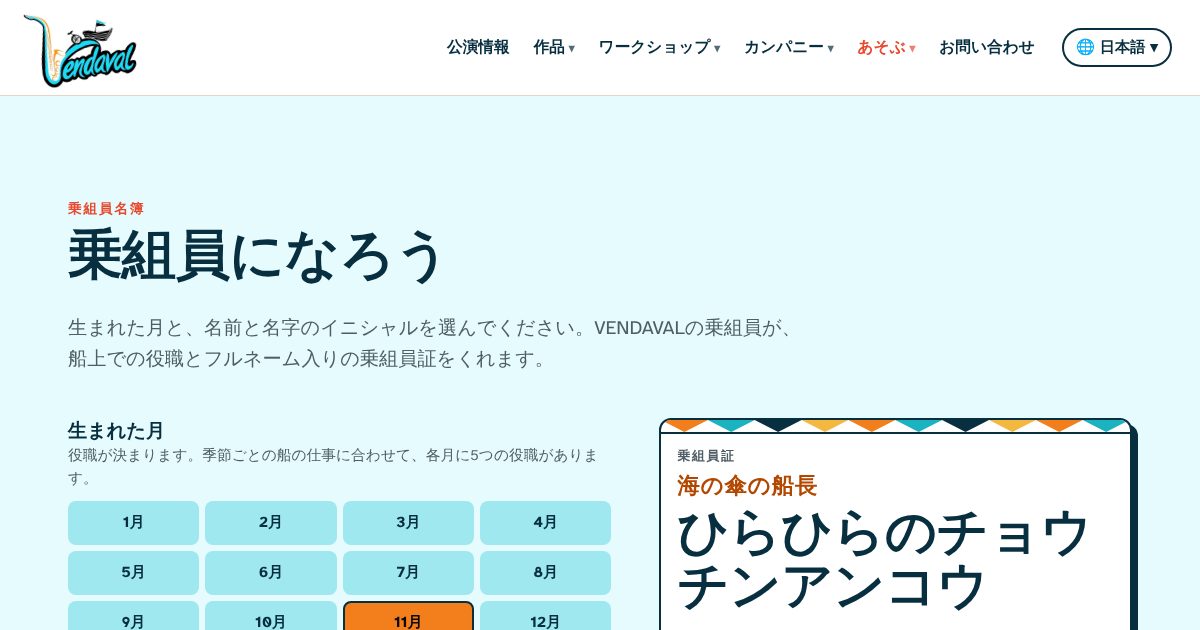 Vendaval
公演情報 作品 ▾ ワークショップ ▾ カンパニー ▾ あそぶ ▾ お問い合わせ 🌐 日本語 ▾
乗組員名簿
乗組員になろう
生まれた月と、名前と名字のイニシャルを選んでください。VENDAVALの乗組員が、
船上での役職とフルネーム入りの乗組員証をくれます。
生まれた月
役職が決まります。季節ごとの船の仕事に合わせて、各月に5つの役職がありま
す。
1月 2月 3月 4月
5月 6月 7月 8月
9月 10月 11月 12月
乗組員証
海の傘の船長
ひらひらのチョウ
チンアンコウ